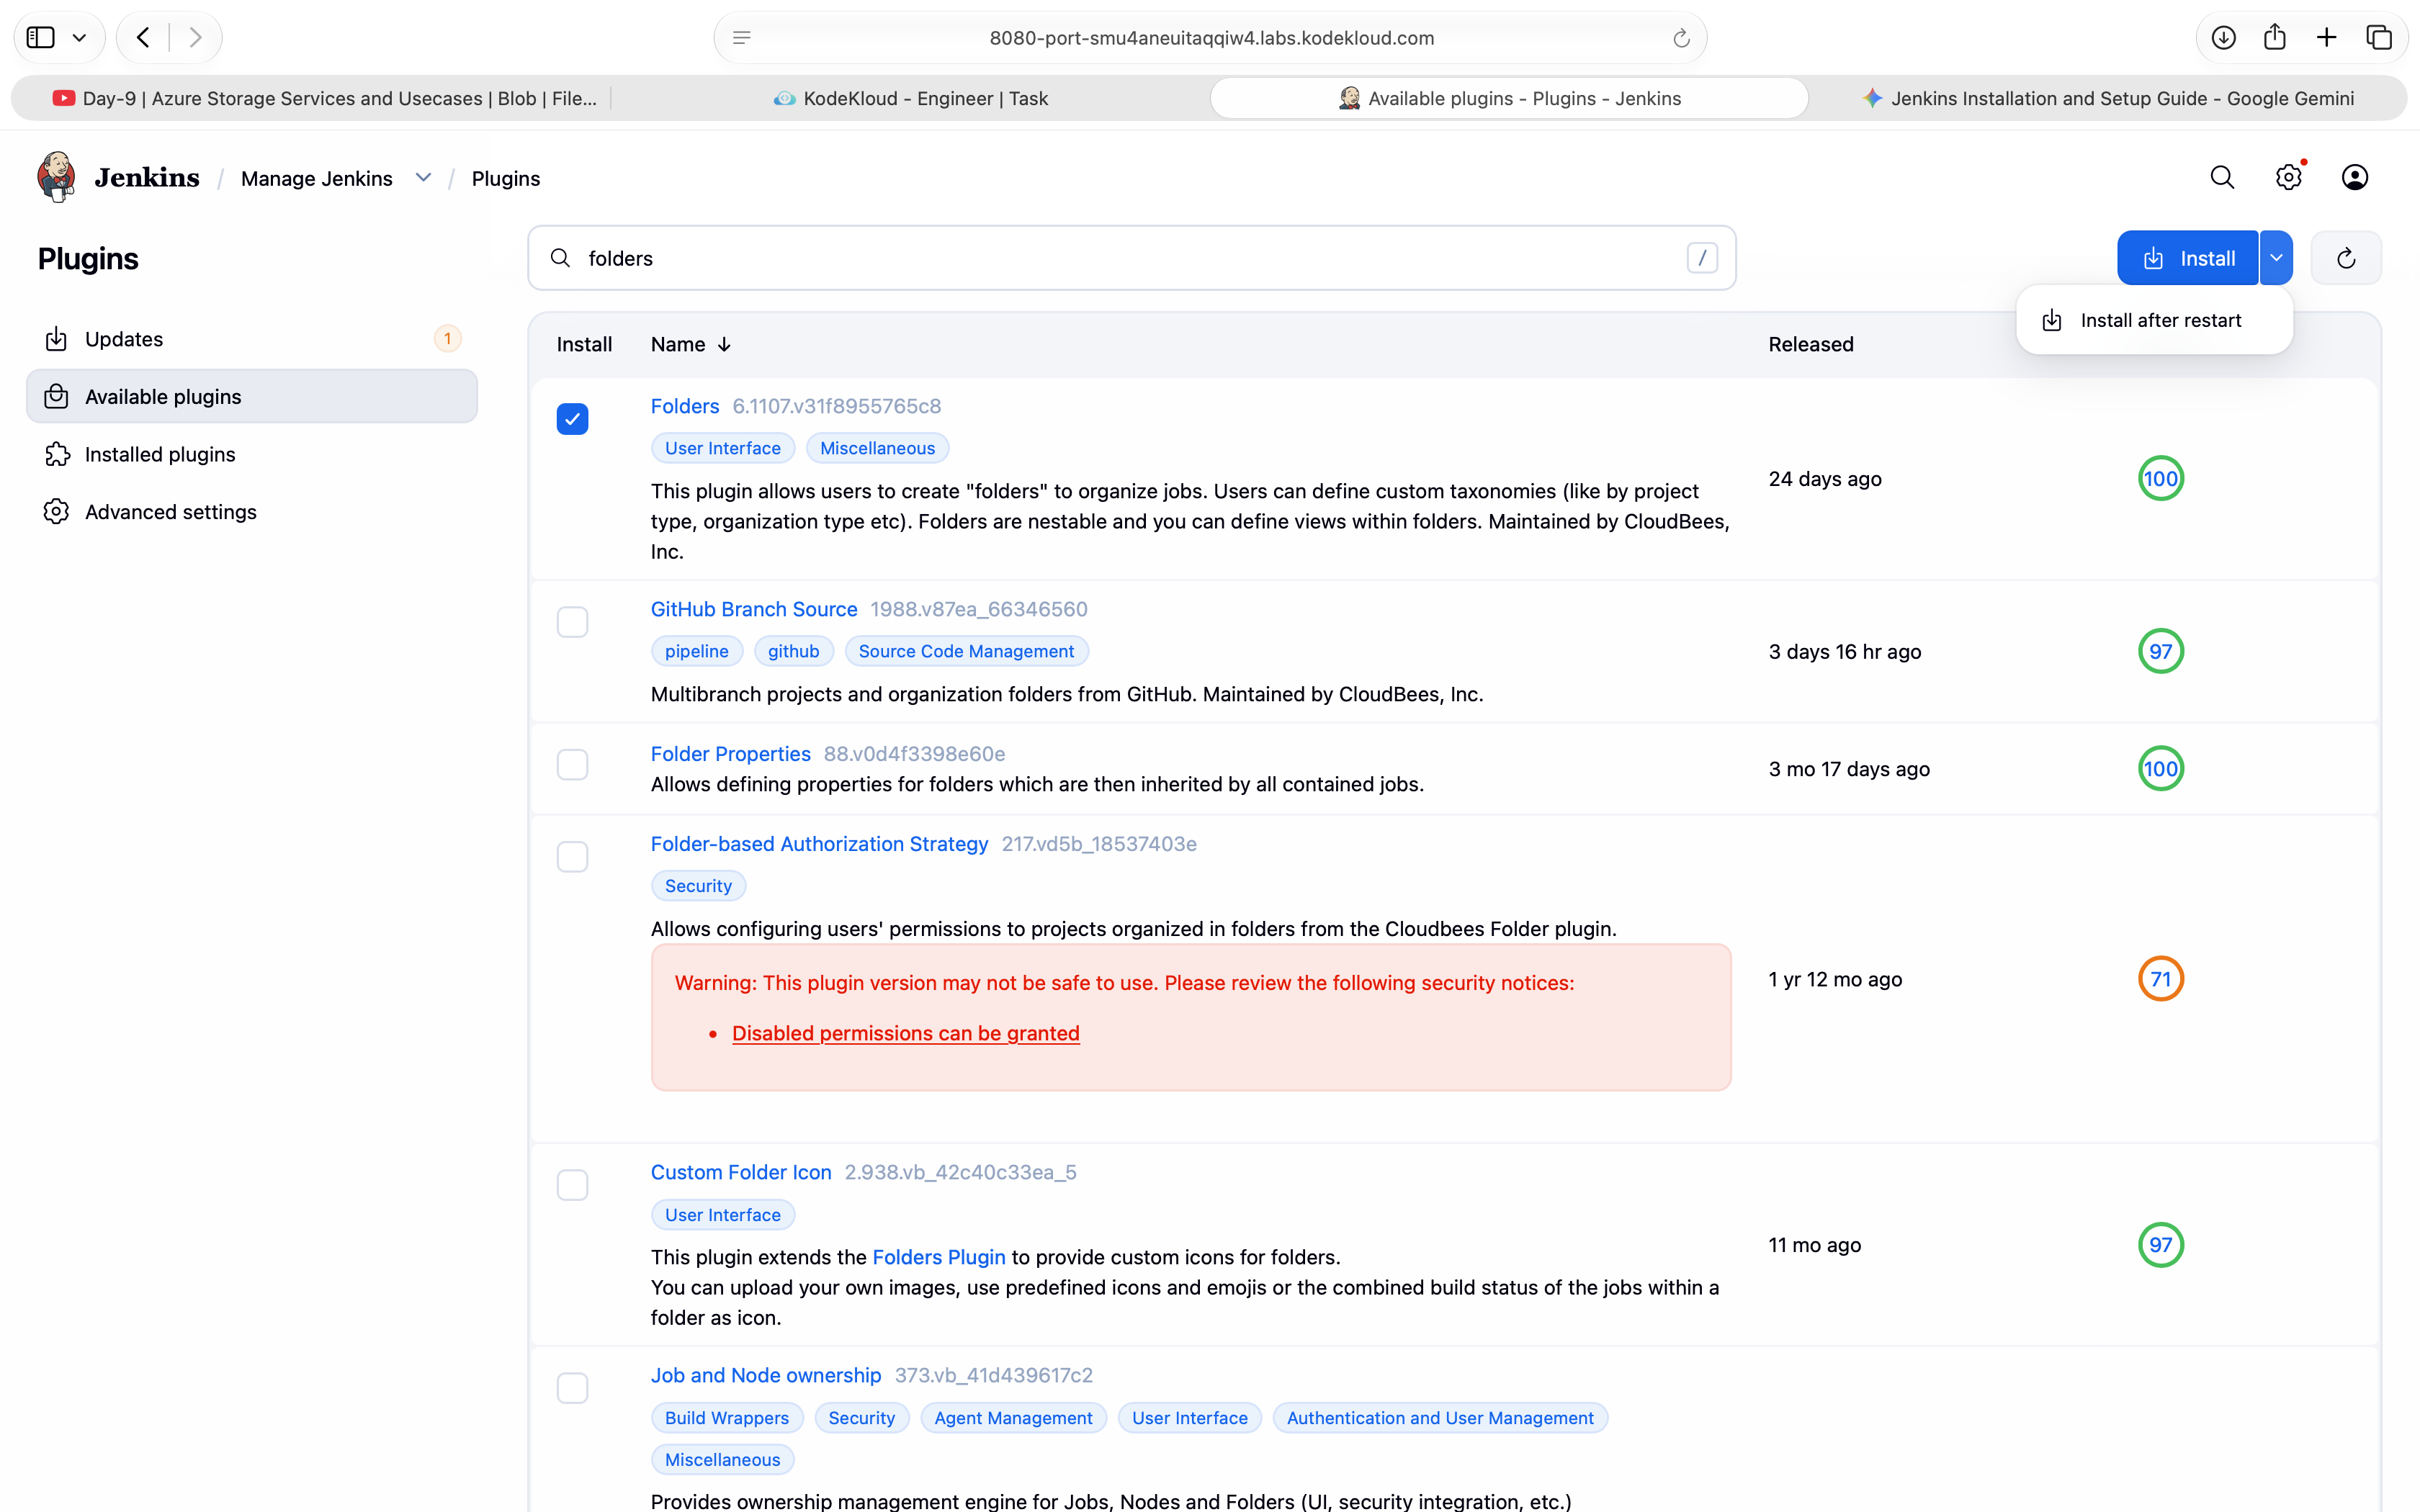 8080-port-smu4aneuitaqqiw4.labs.kodekloud.com
Day-9 | Azure Storage Services and Usecases | Blob | File...
KodeKloud - Engineer | Task
Available plugins - Plugins - Jenkins
Jenkins Installation and Setup Guide - Google Gemini
Jenkins / Manage Jenkins / Plugins
Plugins
folders
/
Install
Install after restart
Updates
1
Available plugins
Installed plugins
Advanced settings
Install
Name ↓
Released
Folders 6.1107.v31f8955765c8
User Interface
Miscellaneous
This plugin allows users to create "folders" to organize jobs. Users can define custom taxonomies (like by project
type, organization type etc). Folders are nestable and you can define views within folders. Maintained by CloudBees,
Inc.
24 days ago
100
GitHub Branch Source 1988.v87ea_66346560
pipeline
github
Source Code Management
Multibranch projects and organization folders from GitHub. Maintained by CloudBees, Inc.
3 days 16 hr ago
97
Folder Properties 88.v0d4f3398e60e
Allows defining properties for folders which are then inherited by all contained jobs.
3 mo 17 days ago
100
Folder-based Authorization Strategy 217.vd5b_18537403e
Security
Allows configuring users' permissions to projects organized in folders from the Cloudbees Folder plugin.
Warning: This plugin version may not be safe to use. Please review the following security notices:
• Disabled permissions can be granted
1 yr 12 mo ago
71
Custom Folder Icon 2.938.vb_42c40c33ea_5
User Interface
This plugin extends the Folders Plugin to provide custom icons for folders.
You can upload your own images, use predefined icons and emojis or the combined build status of the jobs within a
folder as icon.
11 mo ago
97
Job and Node ownership 373.vb_41d439617c2
Build Wrappers
Security
Agent Management
User Interface
Authentication and User Management
Miscellaneous
Provides ownership management engine for Jobs, Nodes and Folders (UI, security integration, etc.)